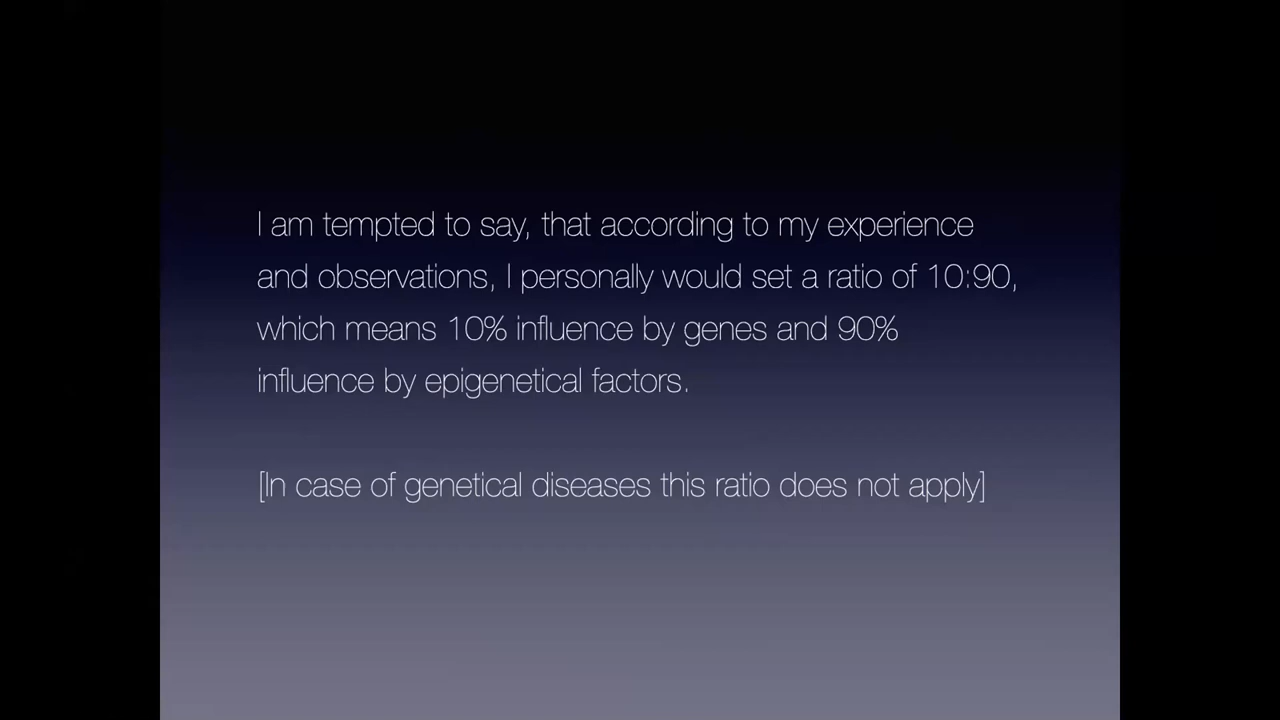 I am tempted to say, that according to my experience
and observations, I personally would set a ratio of 10:90,
which means 10% influence by genes and 90%
influence by epigenetical factors.
[In case of genetical diseases this ratio does not apply]